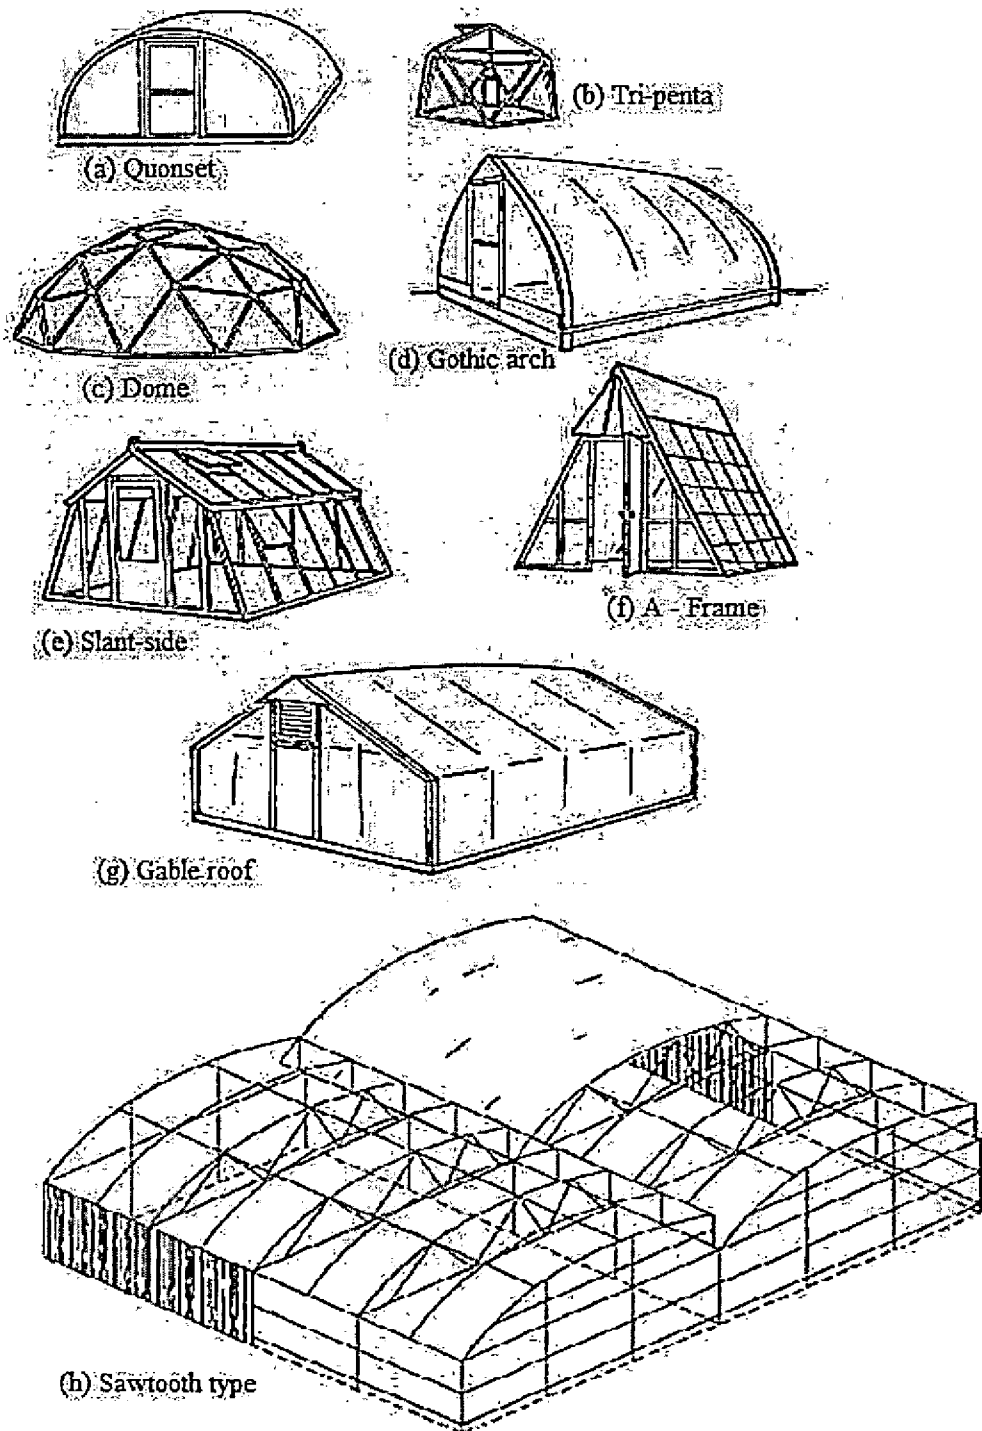 (a) Quonset
(b) Tri-penta
(c) Dome
(d) Gothic arch
(e) Slant-side
(f) A - Frame
(g) Gable roof
(h) Sawtooth type